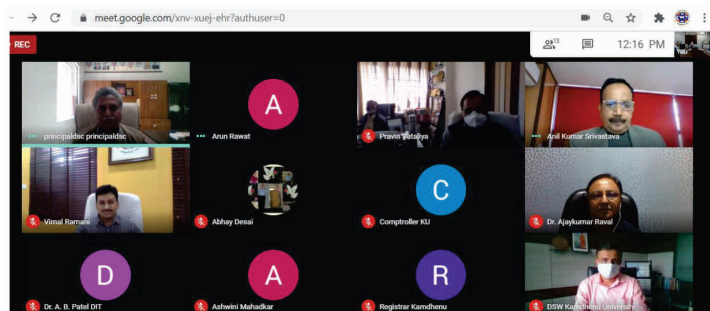 meet.google.com/xnv-xuej-ehr?authuser=0
REC
13
12:16 PM
You
principaldsc principaldsc
A
Arun Rawat
Pravin Vataliya
Anil Kumar Srivastava
Vimal Ramani
Abhay Desai
C
Comptroller KU
Dr. Ajaykumar Raval
D
Dr. A. B. Patel DIT
A
Ashwini Mahadkar
R
Registrar Kamdhenu
DSW Kamdhenu University